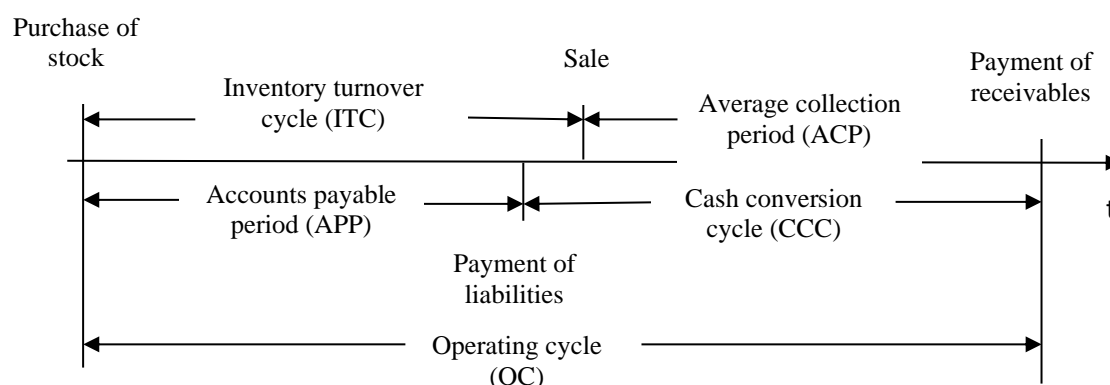 Purchase of
stock
Sale
Payment of
receivables
Inventory turnover
cycle (ITC)
Average collection
period (ACP)
Accounts payable
period (APP)
Cash conversion
cycle (CCC)
t
Payment of
liabilities
Operating cycle
(OC)